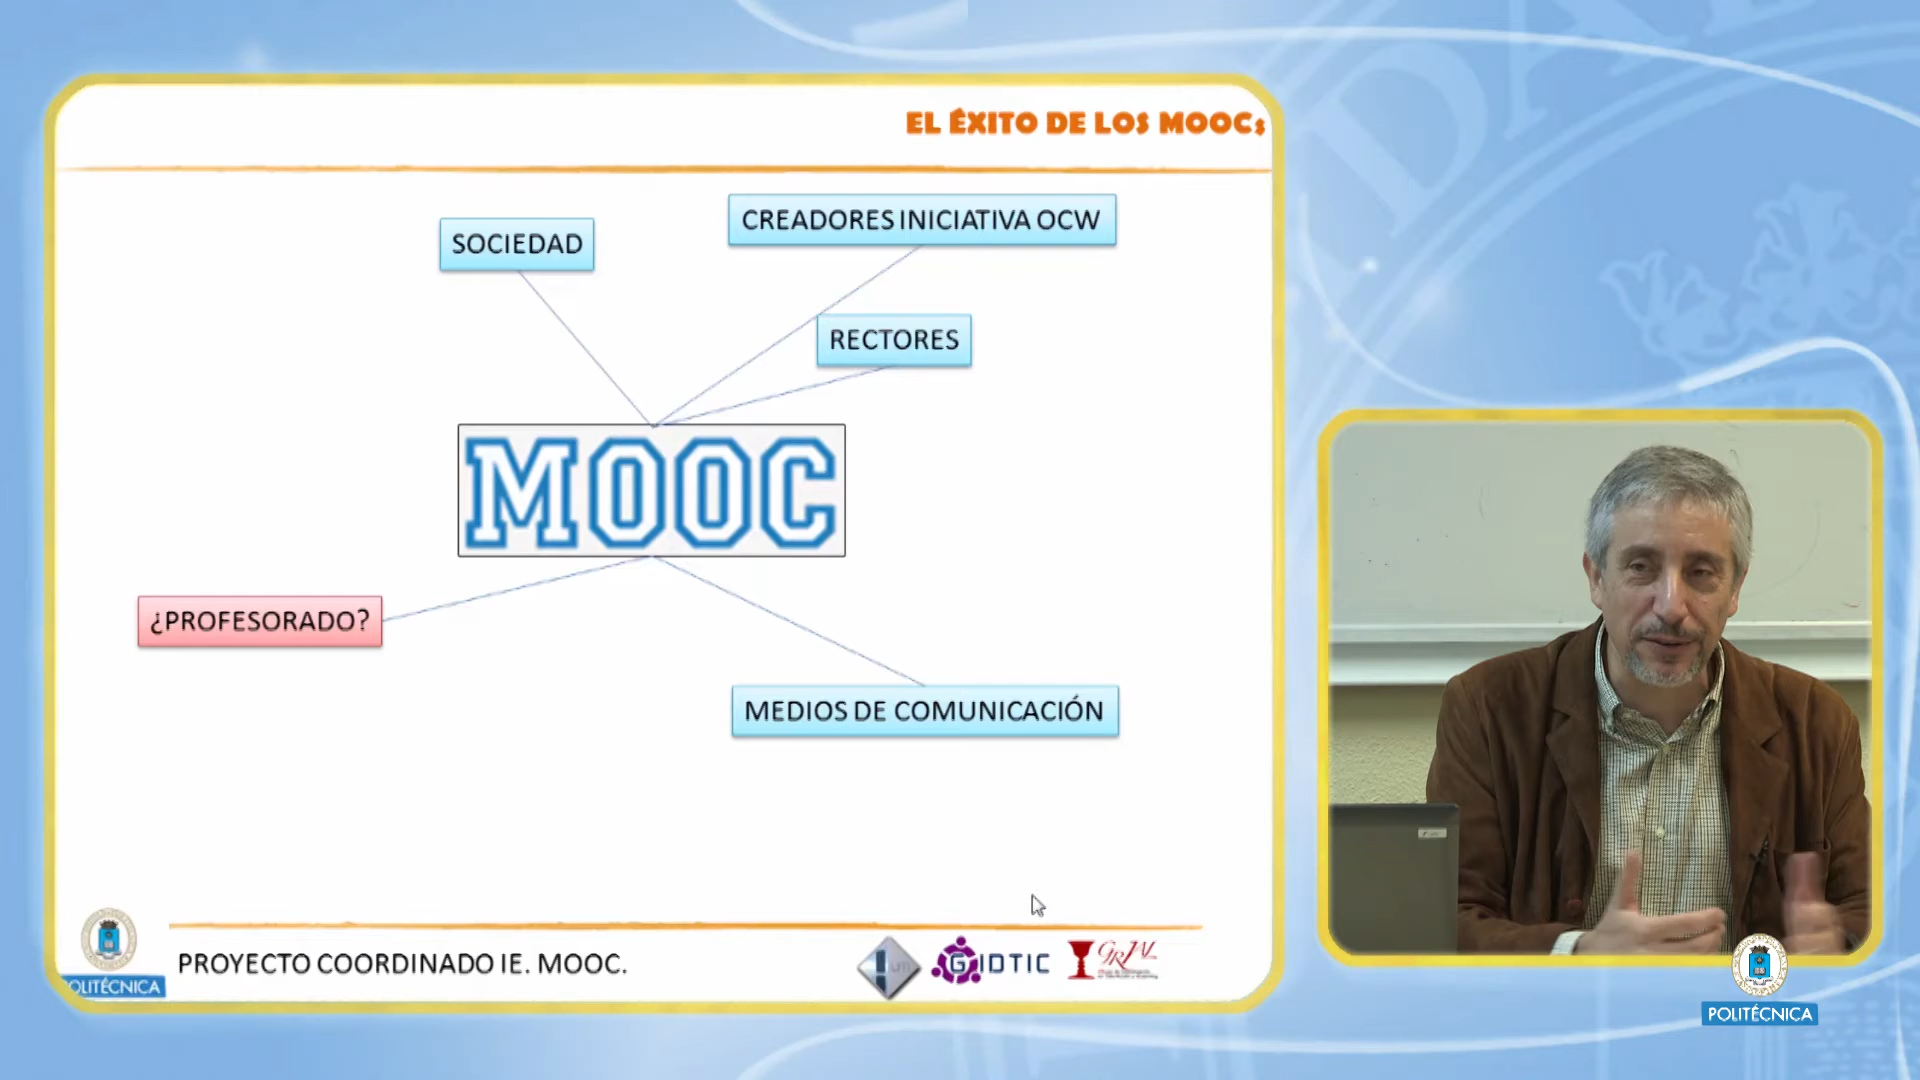 EL ÉXITO DE LOS MOOCs
SOCIEDAD
CREADORES INICIATIVA OCW
RECTORES
MOOC
¿PROFESORADO?
MEDIOS DE COMUNICACIÓN
PROYECTO COORDINADO IE. MOOC.
GIDTIC
GRIAL
POLITÉCNICA
POLITÉCNICA